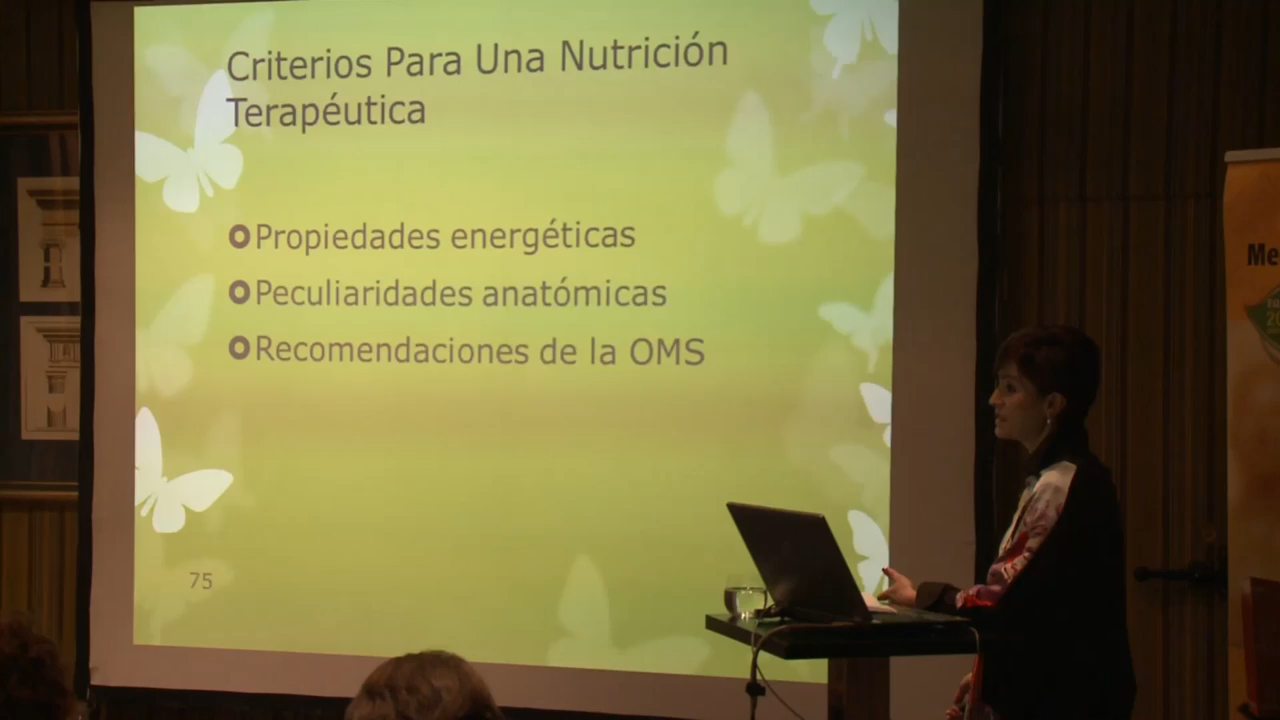 Criterios Para Una Nutrición
Terapéutica
Propiedades energéticas
Peculiaridades anatómicas
Recomendaciones de la OMS
75